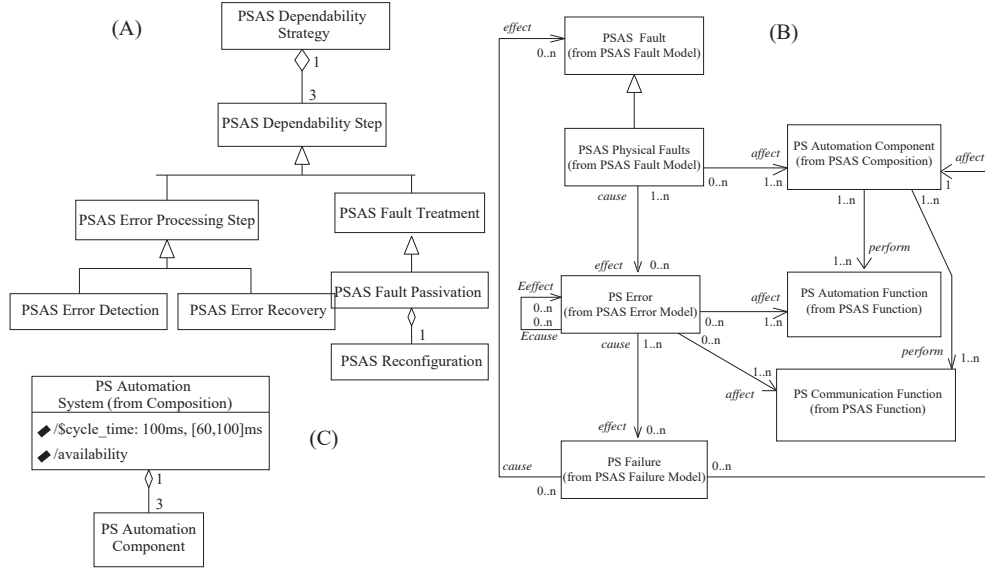 (A)
PSAS Dependability
Strategy
1
3
PSAS Dependability Step
PSAS Error Processing Step
PSAS Fault Treatment
PSAS Error Detection
PSAS Error Recovery
PSAS Fault Passivation
1
PSAS Reconfiguration
(B)
effect
0..n
PSAS Fault
(from PSAS Fault Model)
PSAS Physical Faults
(from PSAS Fault Model)
affect
0..n
1..n
PS Automation Component
(from PSAS Composition)
affect
1
cause
1..n
1..n
1..n
perform
1..n
effect
0..n
Eeffect
0..n
0..n
Ecause
PS Error
(from PSAS Error Model)
affect
0..n
1..n
PS Automation Function
(from PSAS Function)
cause
1..n
0..n
perform
1..n
1..n
affect
PS Communication Function
(from PSAS Function)
effect
0..n
cause
0..n
PS Failure
(from PSAS Failure Model)
0..n
(C)
PS Automation
System (from Composition)
/$cycle_time: 100ms, [60,100]ms
/availability
1
3
PS Automation
Component